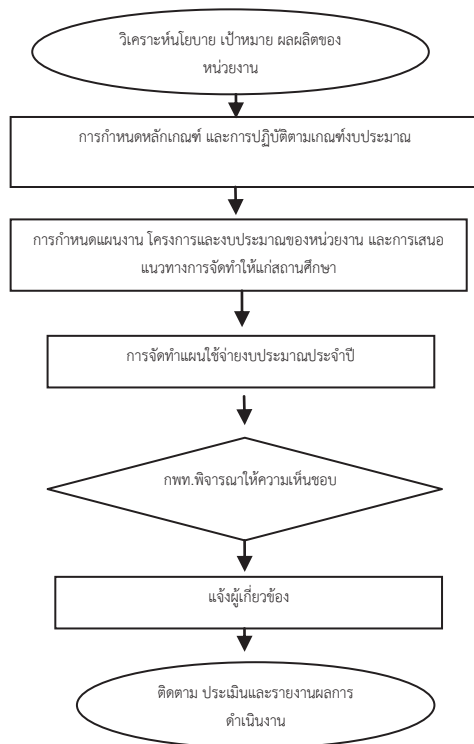 วิเคราะห์นโยบาย เป้าหมาย ผลผลิตของ
หน่วยงาน
การกำหนดหลักเกณฑ์ และการปฏิบัติตามเกณฑ์งบประมาณ
การกำหนดแผนงาน โครงการและงบประมาณของหน่วยงาน และการเสนอ
แนวทางการจัดทำให้แก่สถานศึกษา
การจัดทำแผนใช้จ่ายงบประมาณประจำปี
กพท.พิจารณาให้ความเห็นชอบ
แจ้งผู้เกี่ยวข้อง
ติดตาม ประเมินและรายงานผลการ
ดำเนินงาน